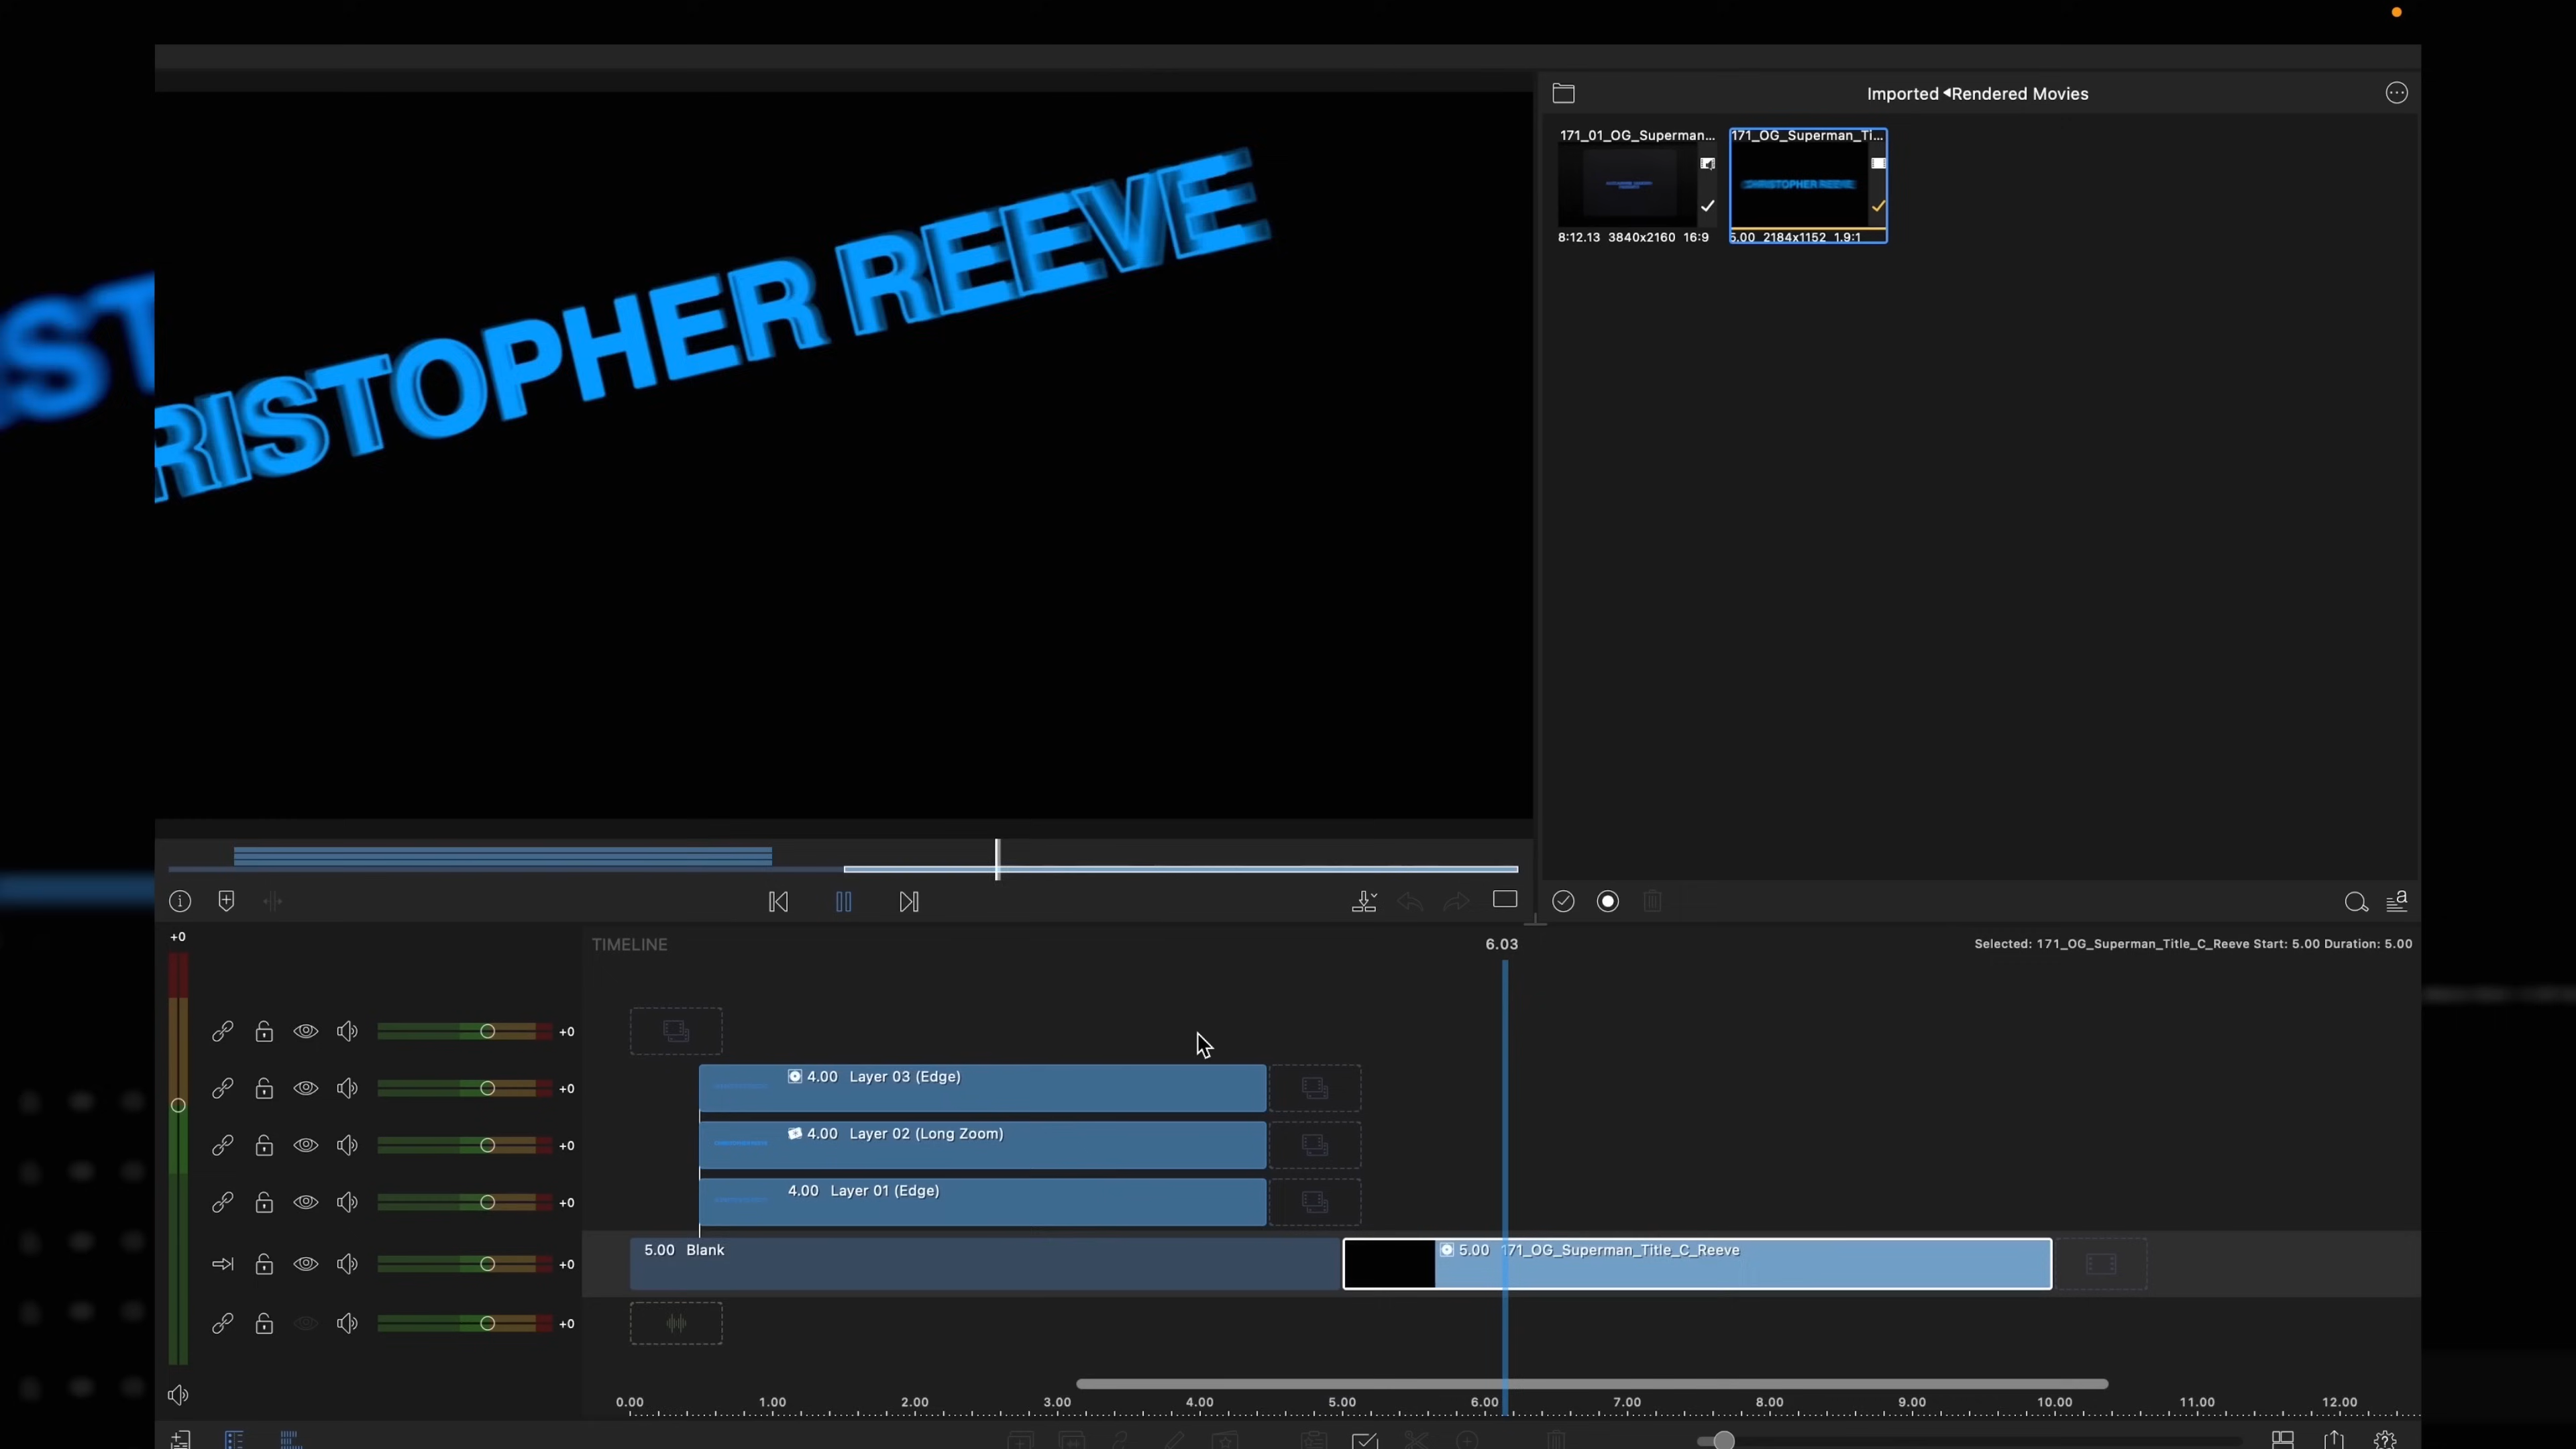 Imported ◂Rendered Movies
171_01_OG_Superman...
171_OG_Superman_Ti...
CHRISTOPHER REEVE
8:12.13 3840x2160 16:9
5.00 2184x1152 1.9:1
RISTOPHER REEVE
ST
+0
TIMELINE
6.03
Selected: 171_OG_Superman_Title_C_Reeve Start: 5.00 Duration: 5.00
+0
+0
4.00 Layer 03 (Edge)
+0
4.00 Layer 02 (Long Zoom)
+0
4.00 Layer 01 (Edge)
+0
5.00 Blank
5.00 171_OG_Superman_Title_C_Reeve
+0
0.00 1.00 2.00 3.00 4.00 5.00 6.00 7.00 8.00 9.00 10.00 11.00 12.00